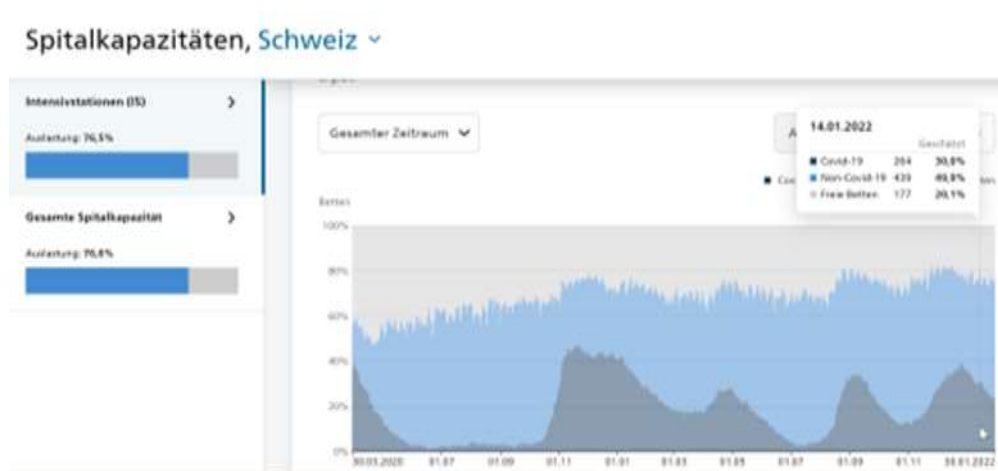 Spitalkapazitäten, Schweiz
Intensivstationen (IS)
Auslastung: 76,5%
Gesamte Spitalkapazität
Auslastung: 76,8%
Gesamter Zeitraum
14.01.2022
Geschätzt
Covid-19 264 30,0%
Non-Covid-19 439 49,9%
Freie Betten 177 20,1%
Betten
100%
80%
60%
40%
20%
0%
30.03.2020 01.07 01.09 01.11 01.01 01.03 01.05 01.07 01.09 01.11